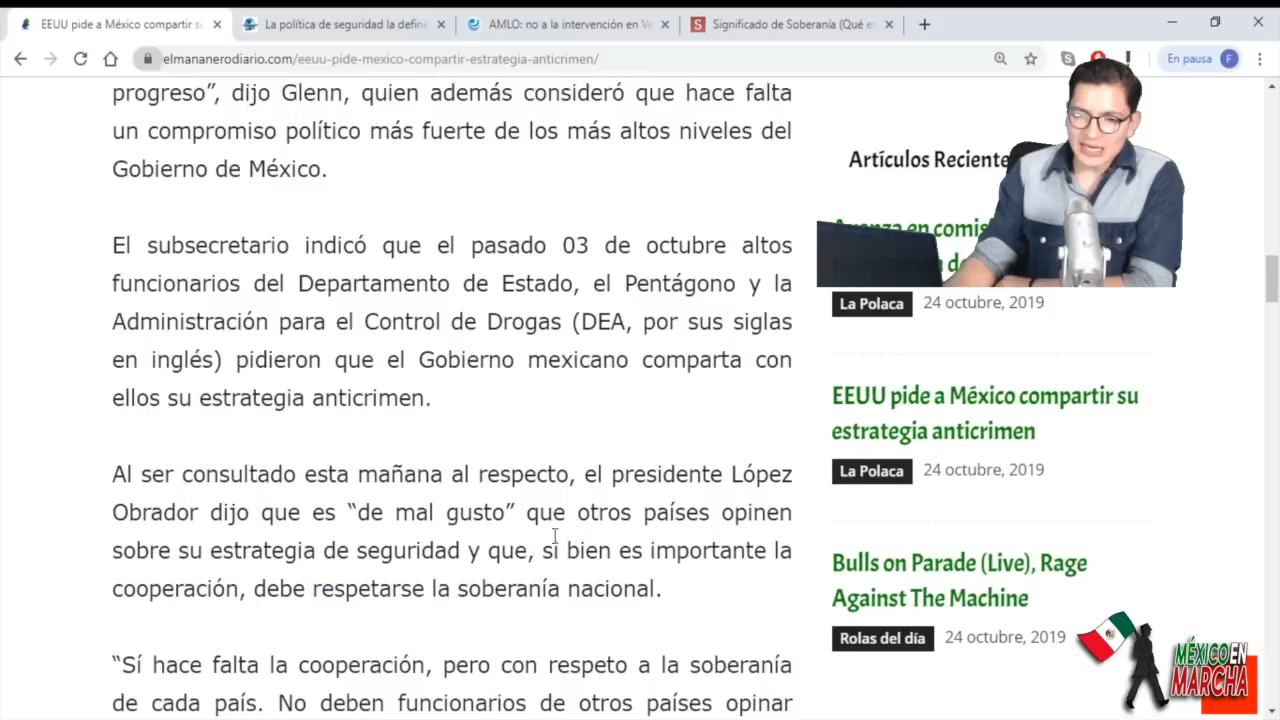 EEUU pide a México compartir su
La política de seguridad la define
AMLO: no a la intervención en Ve
Significado de Soberanía (Qué es
elmananerodiario.com/eeuu-pide-mexico-compartir-estrategia-anticrimen/
En pausa
F
progreso”, dijo Glenn, quien además consideró que hace falta
un compromiso político más fuerte de los más altos niveles del
Gobierno de México.
El subsecretario indicó que el pasado 03 de octubre altos
funcionarios del Departamento de Estado, el Pentágono y la
Administración para el Control de Drogas (DEA, por sus siglas
en inglés) pidieron que el Gobierno mexicano comparta con
ellos su estrategia anticrimen.
Al ser consultado esta mañana al respecto, el presidente López
Obrador dijo que es “de mal gusto” que otros países opinen
sobre su estrategia de seguridad y que, si bien es importante la
cooperación, debe respetarse la soberanía nacional.
“Sí hace falta la cooperación, pero con respeto a la soberanía
de cada país. No deben funcionarios de otros países opinar
Artículos Reciente
Avanza en comis
La Polaca 24 octubre, 2019
EEUU pide a México compartir su
estrategia anticrimen
La Polaca 24 octubre, 2019
Bulls on Parade (Live), Rage
Against The Machine
Rolas del día 24 octubre, 2019
MÉXICO EN
MARCHA